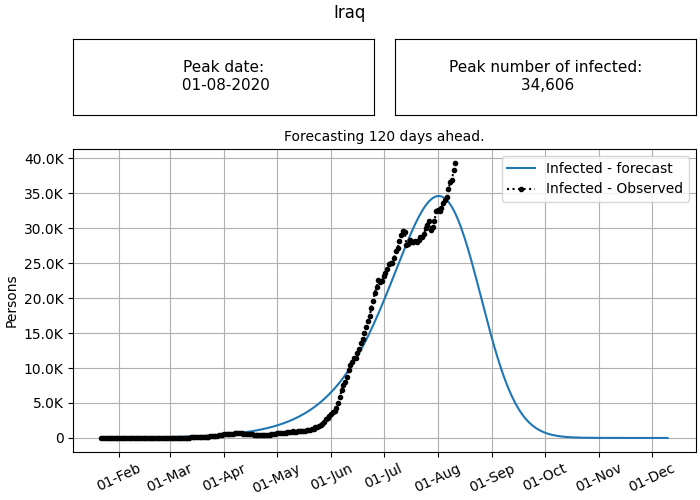 Iraq
Peak date:
01-08-2020
Peak number of infected:
34,606
Forecasting 120 days ahead.
40.0K
35.0K
30.0K
25.0K
20.0K
15.0K
10.0K
5.0K
0
Persons
Infected - forecast
Infected - Observed
01-Feb
01-Mar
01-Apr
01-May
01-Jun
01-Jul
01-Aug
01-Sep
01-Oct
01-Nov
01-Dec